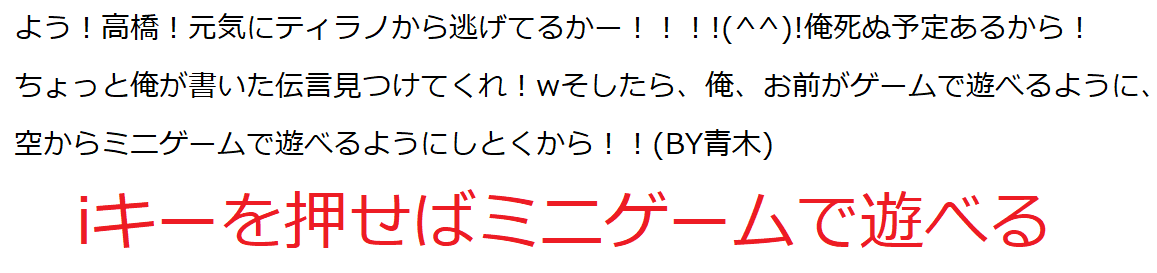 よう！高橋！元気にティラノから逃げてるかー！！！!(^^)!俺死ぬ予定あるから！
ちょっと俺が書いた伝言見つけてくれ！wそしたら、俺、お前がゲームで遊べるように、
空からミニゲームで遊べるようにしとくから！！(BY青木)
iキーを押せばミニゲームで遊べる